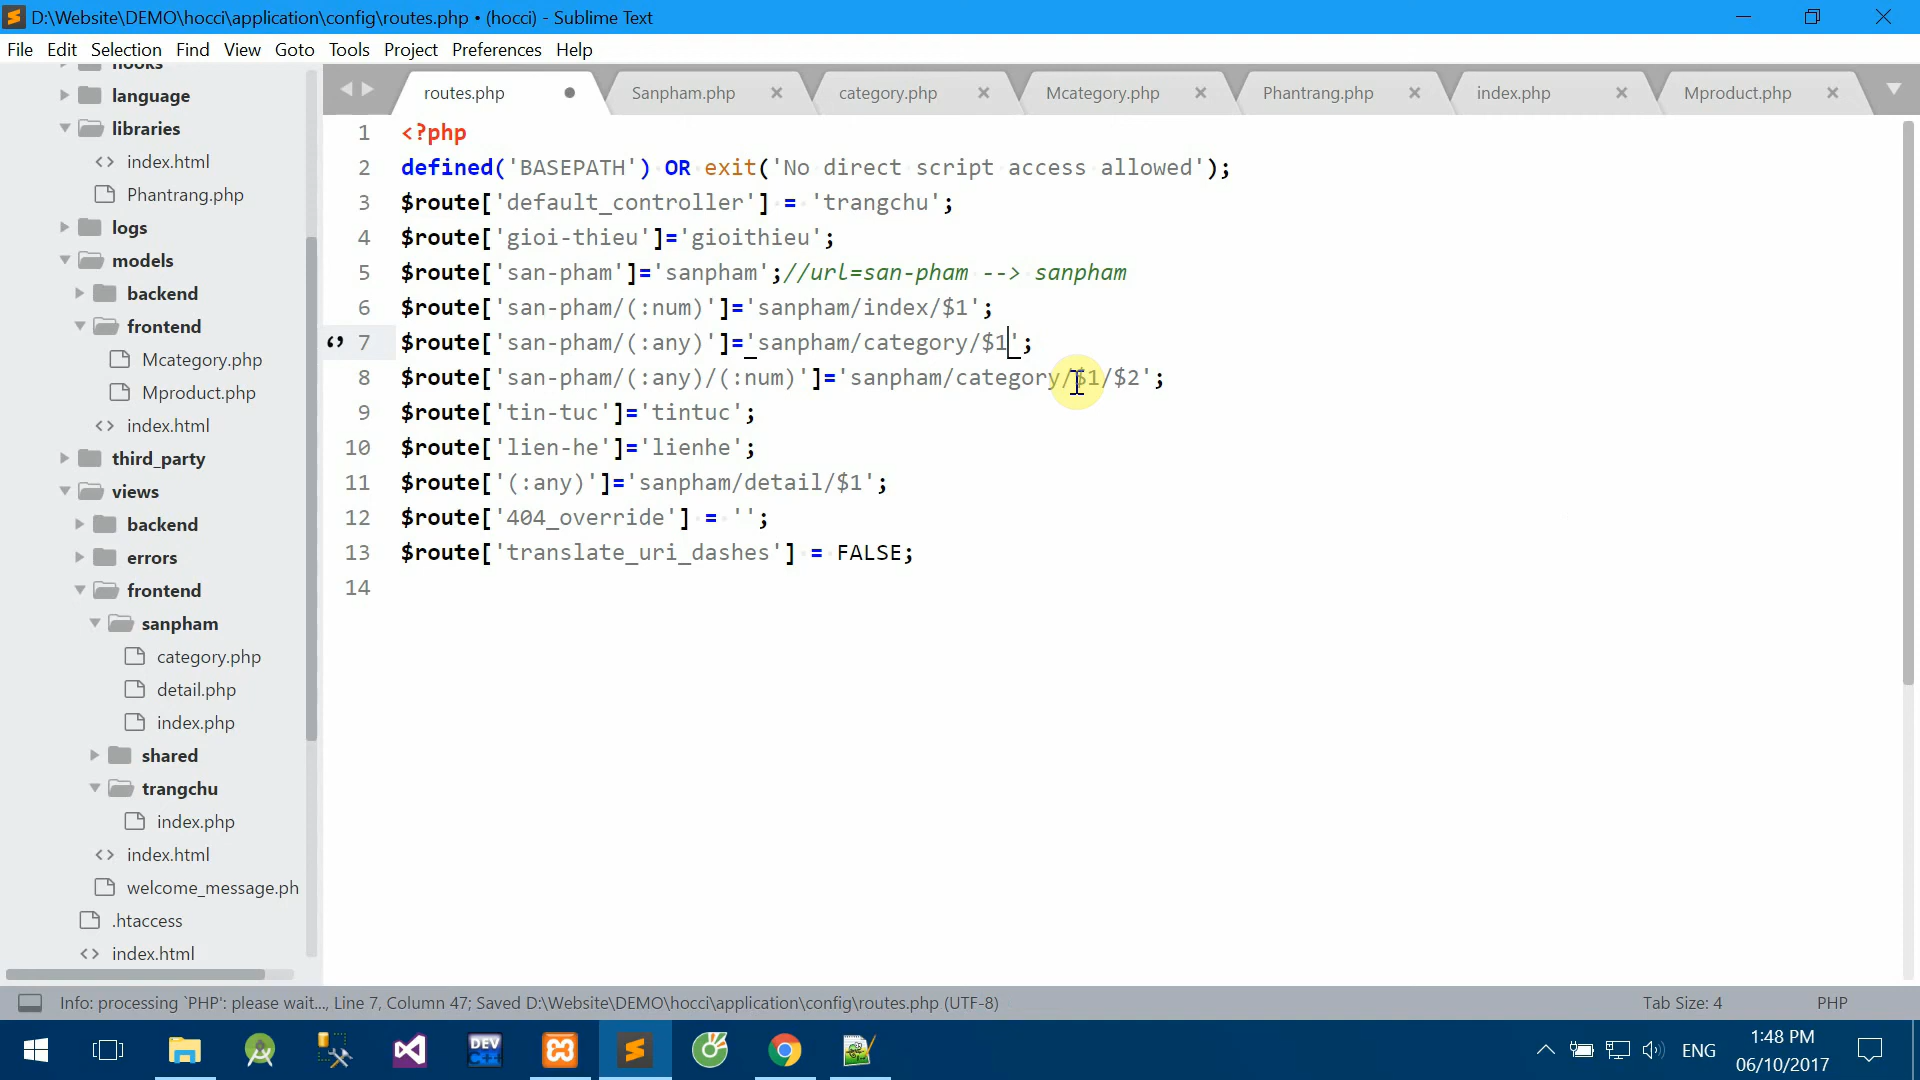 D:\Website\DEMO\hocci\application\config\routes.php • (hocci) - Sublime Text
File Edit Selection Find View Goto Tools Project Preferences Help
hooks
language
libraries
index.html
Phantrang.php
logs
models
backend
frontend
Mcategory.php
Mproduct.php
index.html
third_party
views
backend
errors
frontend
sanpham
category.php
detail.php
index.php
shared
trangchu
index.php
index.html
welcome_message.ph
.htaccess
index.html
routes.php Sanpham.php category.php Mcategory.php Phantrang.php index.php Mproduct.php
1 <?php
2 defined('BASEPATH') OR exit('No direct script access allowed');
3 $route['default_controller'] = 'trangchu';
4 $route['gioi-thieu']='gioithieu';
5 $route['san-pham']='sanpham';//url=san-pham --> sanpham
6 $route['san-pham/(:num)']='sanpham/index/$1';
7 $route['san-pham/(:any)']='sanpham/category/$1';
8 $route['san-pham/(:any)/(:num)']='sanpham/category/$1/$2';
9 $route['tin-tuc']='tintuc';
10 $route['lien-he']='lienhe';
11 $route['(:any)']='sanpham/detail/$1';
12 $route['404_override'] = '';
13 $route['translate_uri_dashes'] = FALSE;
14
Info: processing `PHP': please wait..., Line 7, Column 47; Saved D:\Website\DEMO\hocci\application\config\routes.php (UTF-8) Tab Size: 4 PHP
DEV
C++
ENG
1:48 PM
06/10/2017